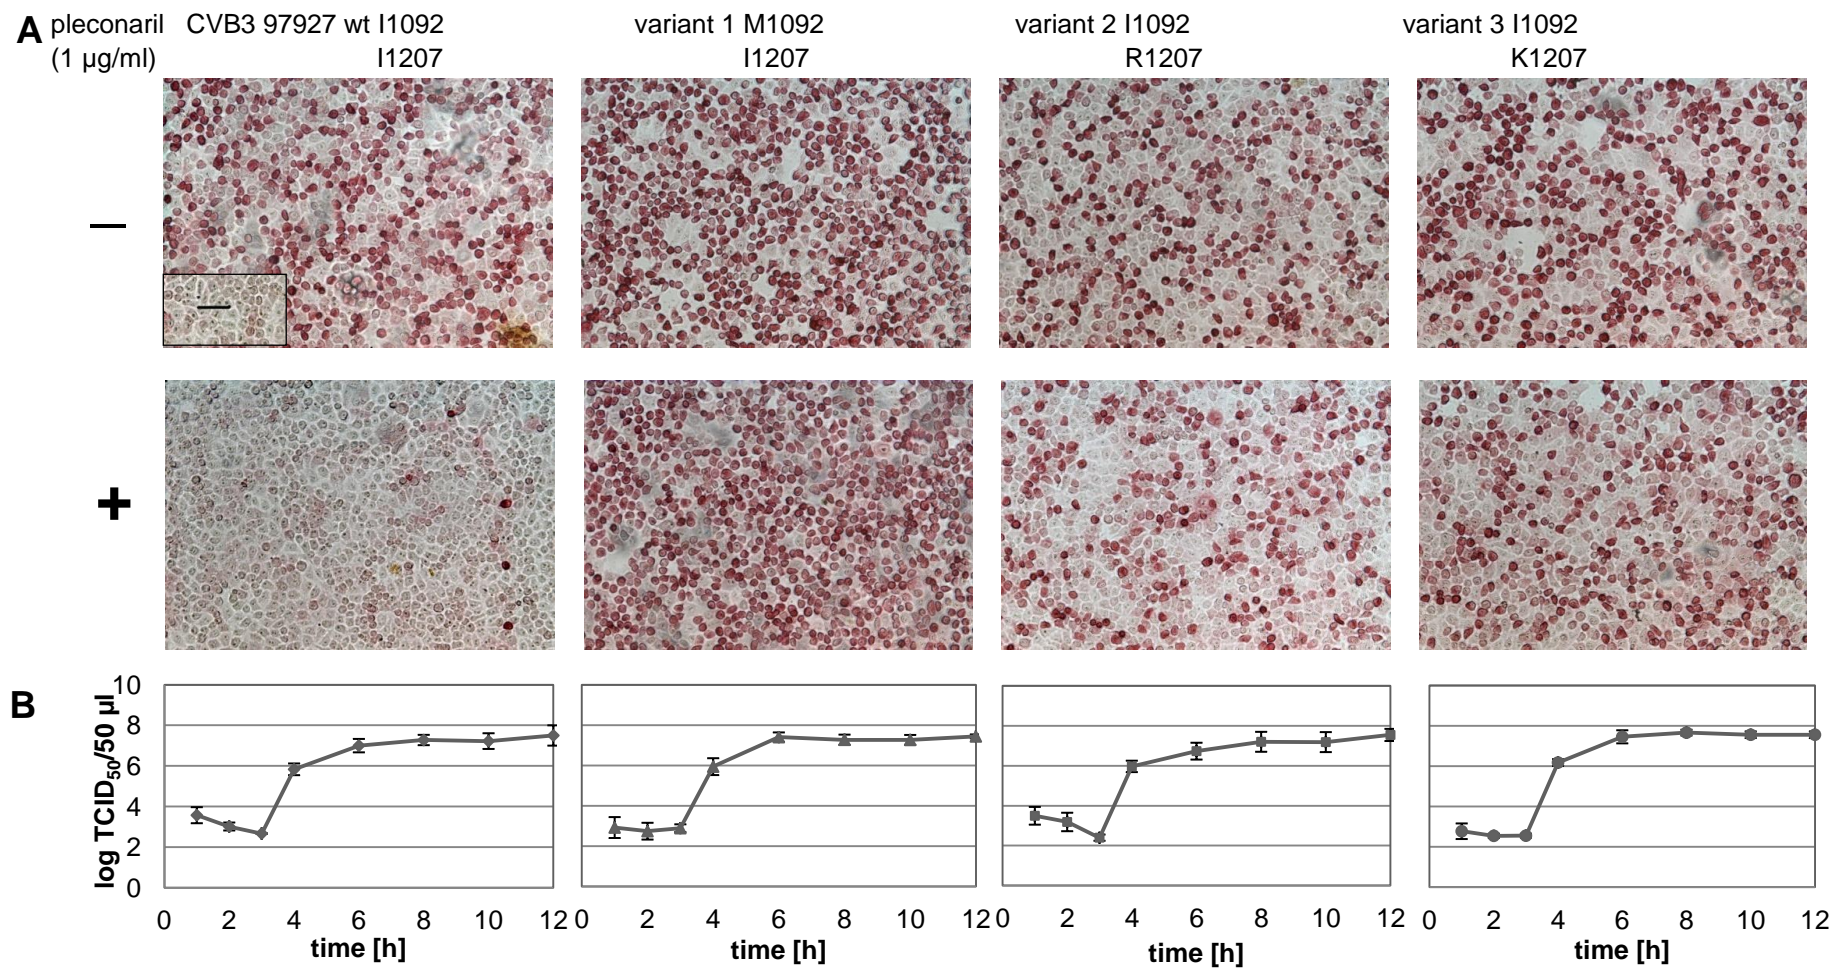 A pleconaril CVB3 97927 wt I1092 variant 1 M1092 variant 2 I1092 variant 3 I1092
(1 µg/ml) I1207 I1207 R1207 K1207
–
+
B
log TCID50/50 µl
10
8
6
4
2
0
0 2 4 6 8 10 12 0 2 4 6 8 10 12 0 2 4 6 8 10 12 0 2 4 6 8 10 12
time [h] time [h] time [h] time [h]